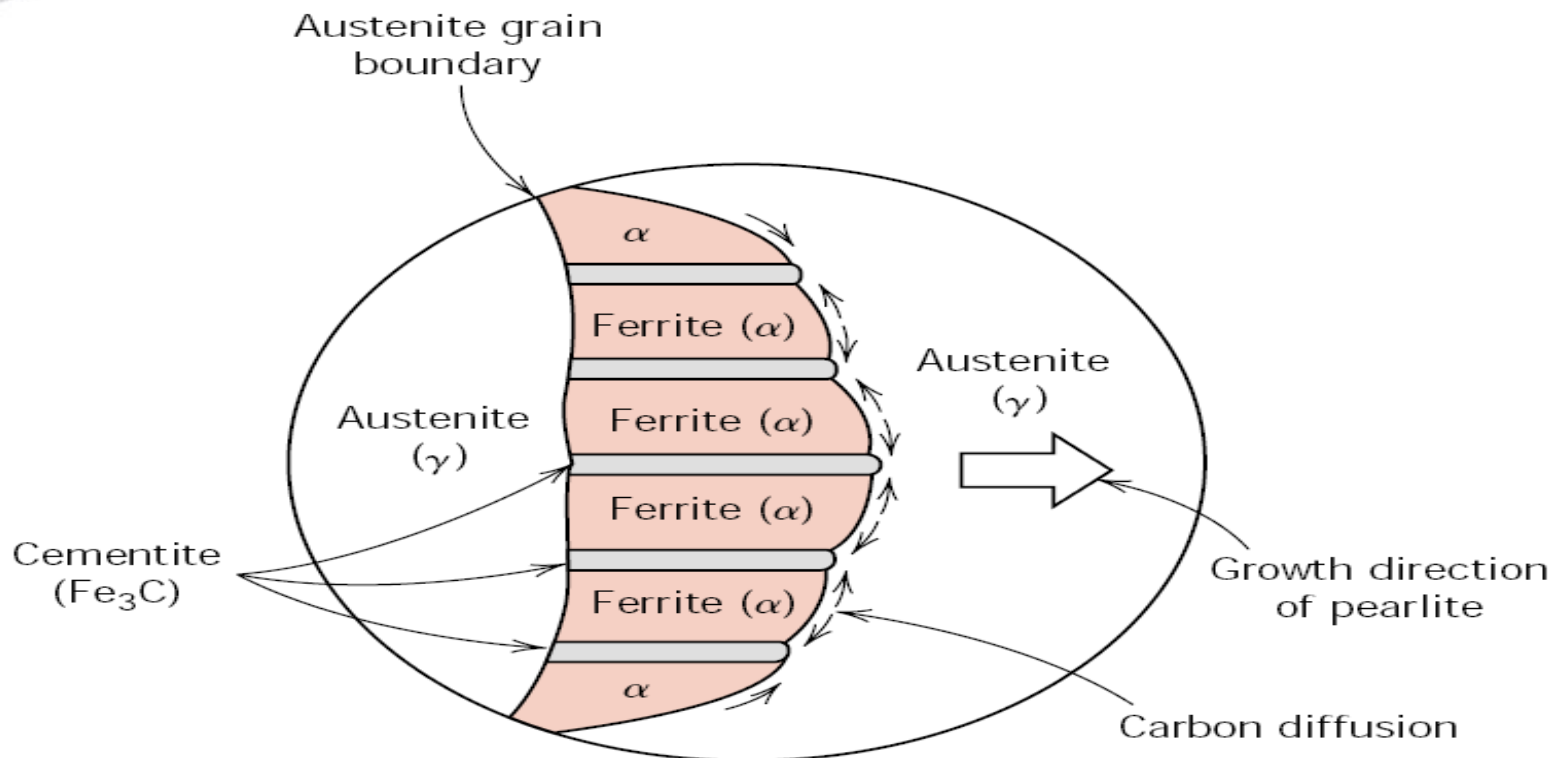 Austenite grain
boundary
α
Ferrite (α)
Austenite
(γ)
Ferrite (α)
Austenite
(γ)
Ferrite (α)
Cementite
(Fe₃C)
Growth direction
of pearlite
Ferrite (α)
α
Carbon diffusion